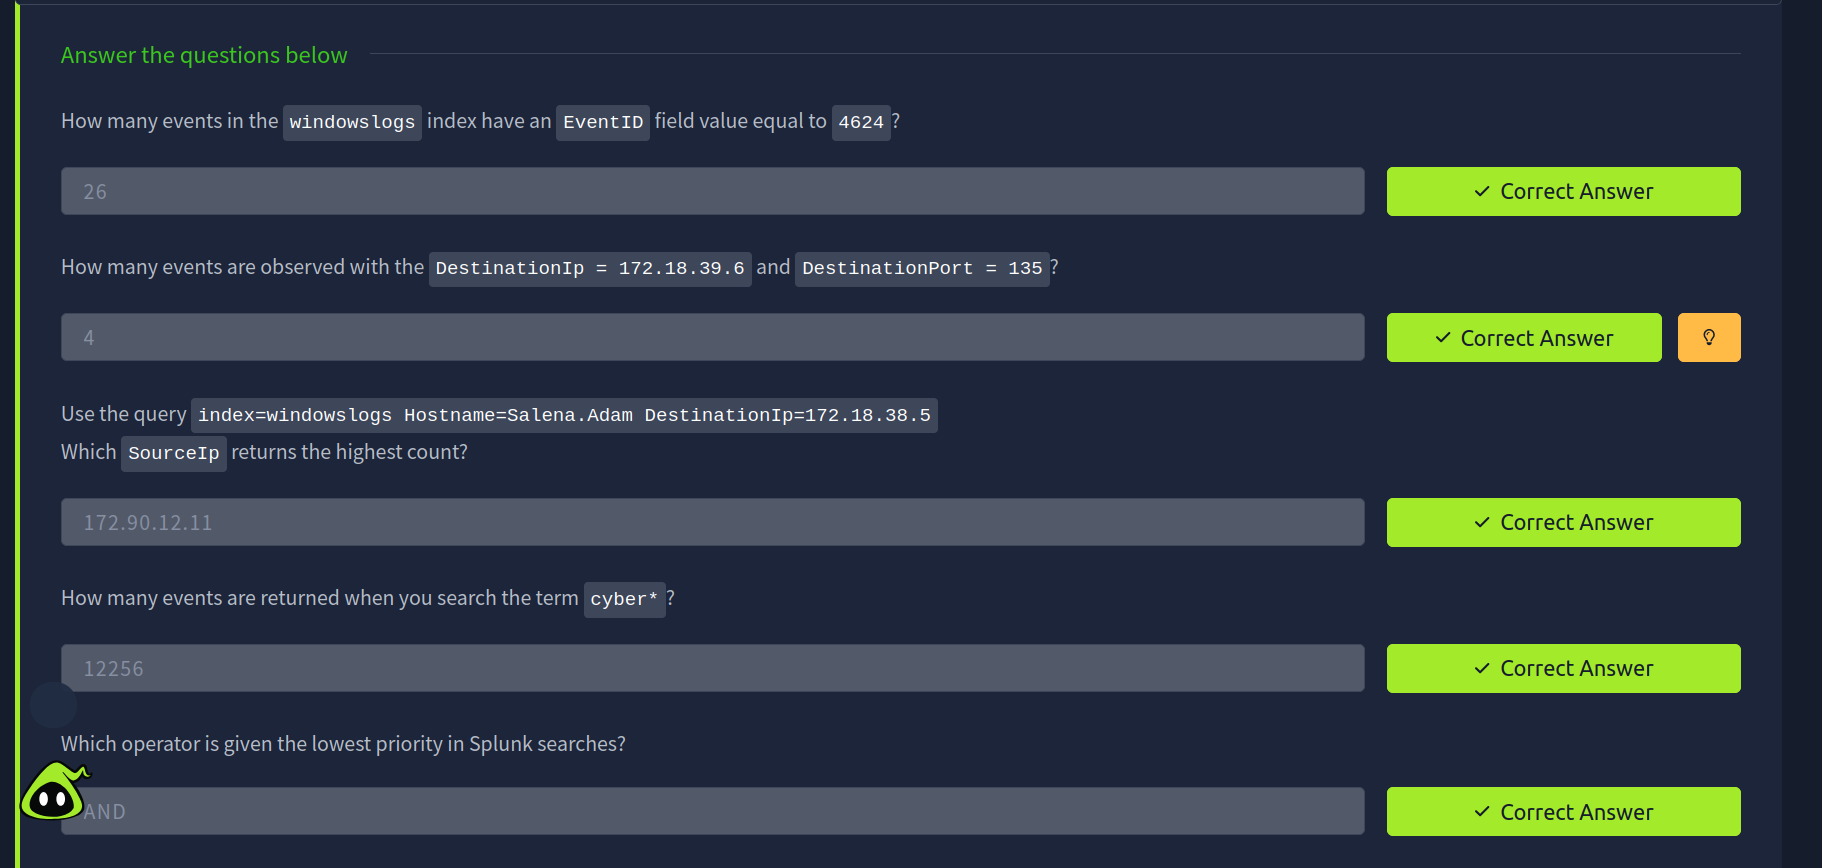 Answer the questions below
How many events in the windowslogs index have an EventID field value equal to 4624?
26
Correct Answer
How many events are observed with the DestinationIp = 172.18.39.6 and DestinationPort = 135?
4
Correct Answer
Use the query index=windowslogs Hostname=Salena.Adam DestinationIp=172.18.38.5
Which SourceIp returns the highest count?
172.90.12.11
Correct Answer
How many events are returned when you search the term cyber*?
12256
Correct Answer
Which operator is given the lowest priority in Splunk searches?
AND
Correct Answer